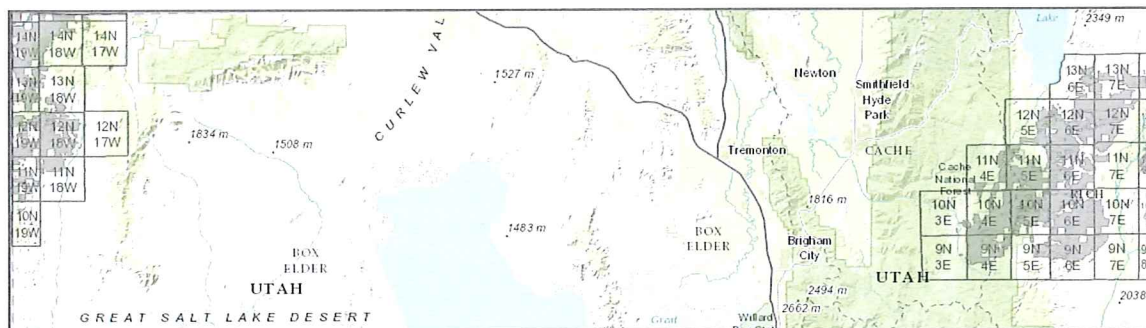 14N
19W
14N
18W
14N
17W
13N
19W
13N
18W
12N
19W
12N
18W
12N
17W
11N
19W
11N
18W
10N
19W
1834 m
1508 m
CURLEW VAL
1527 m
1483 m
BOX
ELDER
UTAH
GREAT SALT LAKE DESERT
Newton
Smithfield
Hyde
Park
CACHE
Tremonton
1816 m
BOX
ELDER
Brigham
City
UTAH
2494 m
2662 m
Willard
Great
Lake
2349 m
13N
6E
13N
7E
12N
5E
12N
6E
12N
7E
Cache
National
Forest
11N
4E
11N
5E
11N
6E
11N
7E
RICH
10N
3E
10N
4E
10N
5E
10N
6E
10N
7E
9N
3E
9N
4E
9N
5E
9N
6E
9N
7E
2038